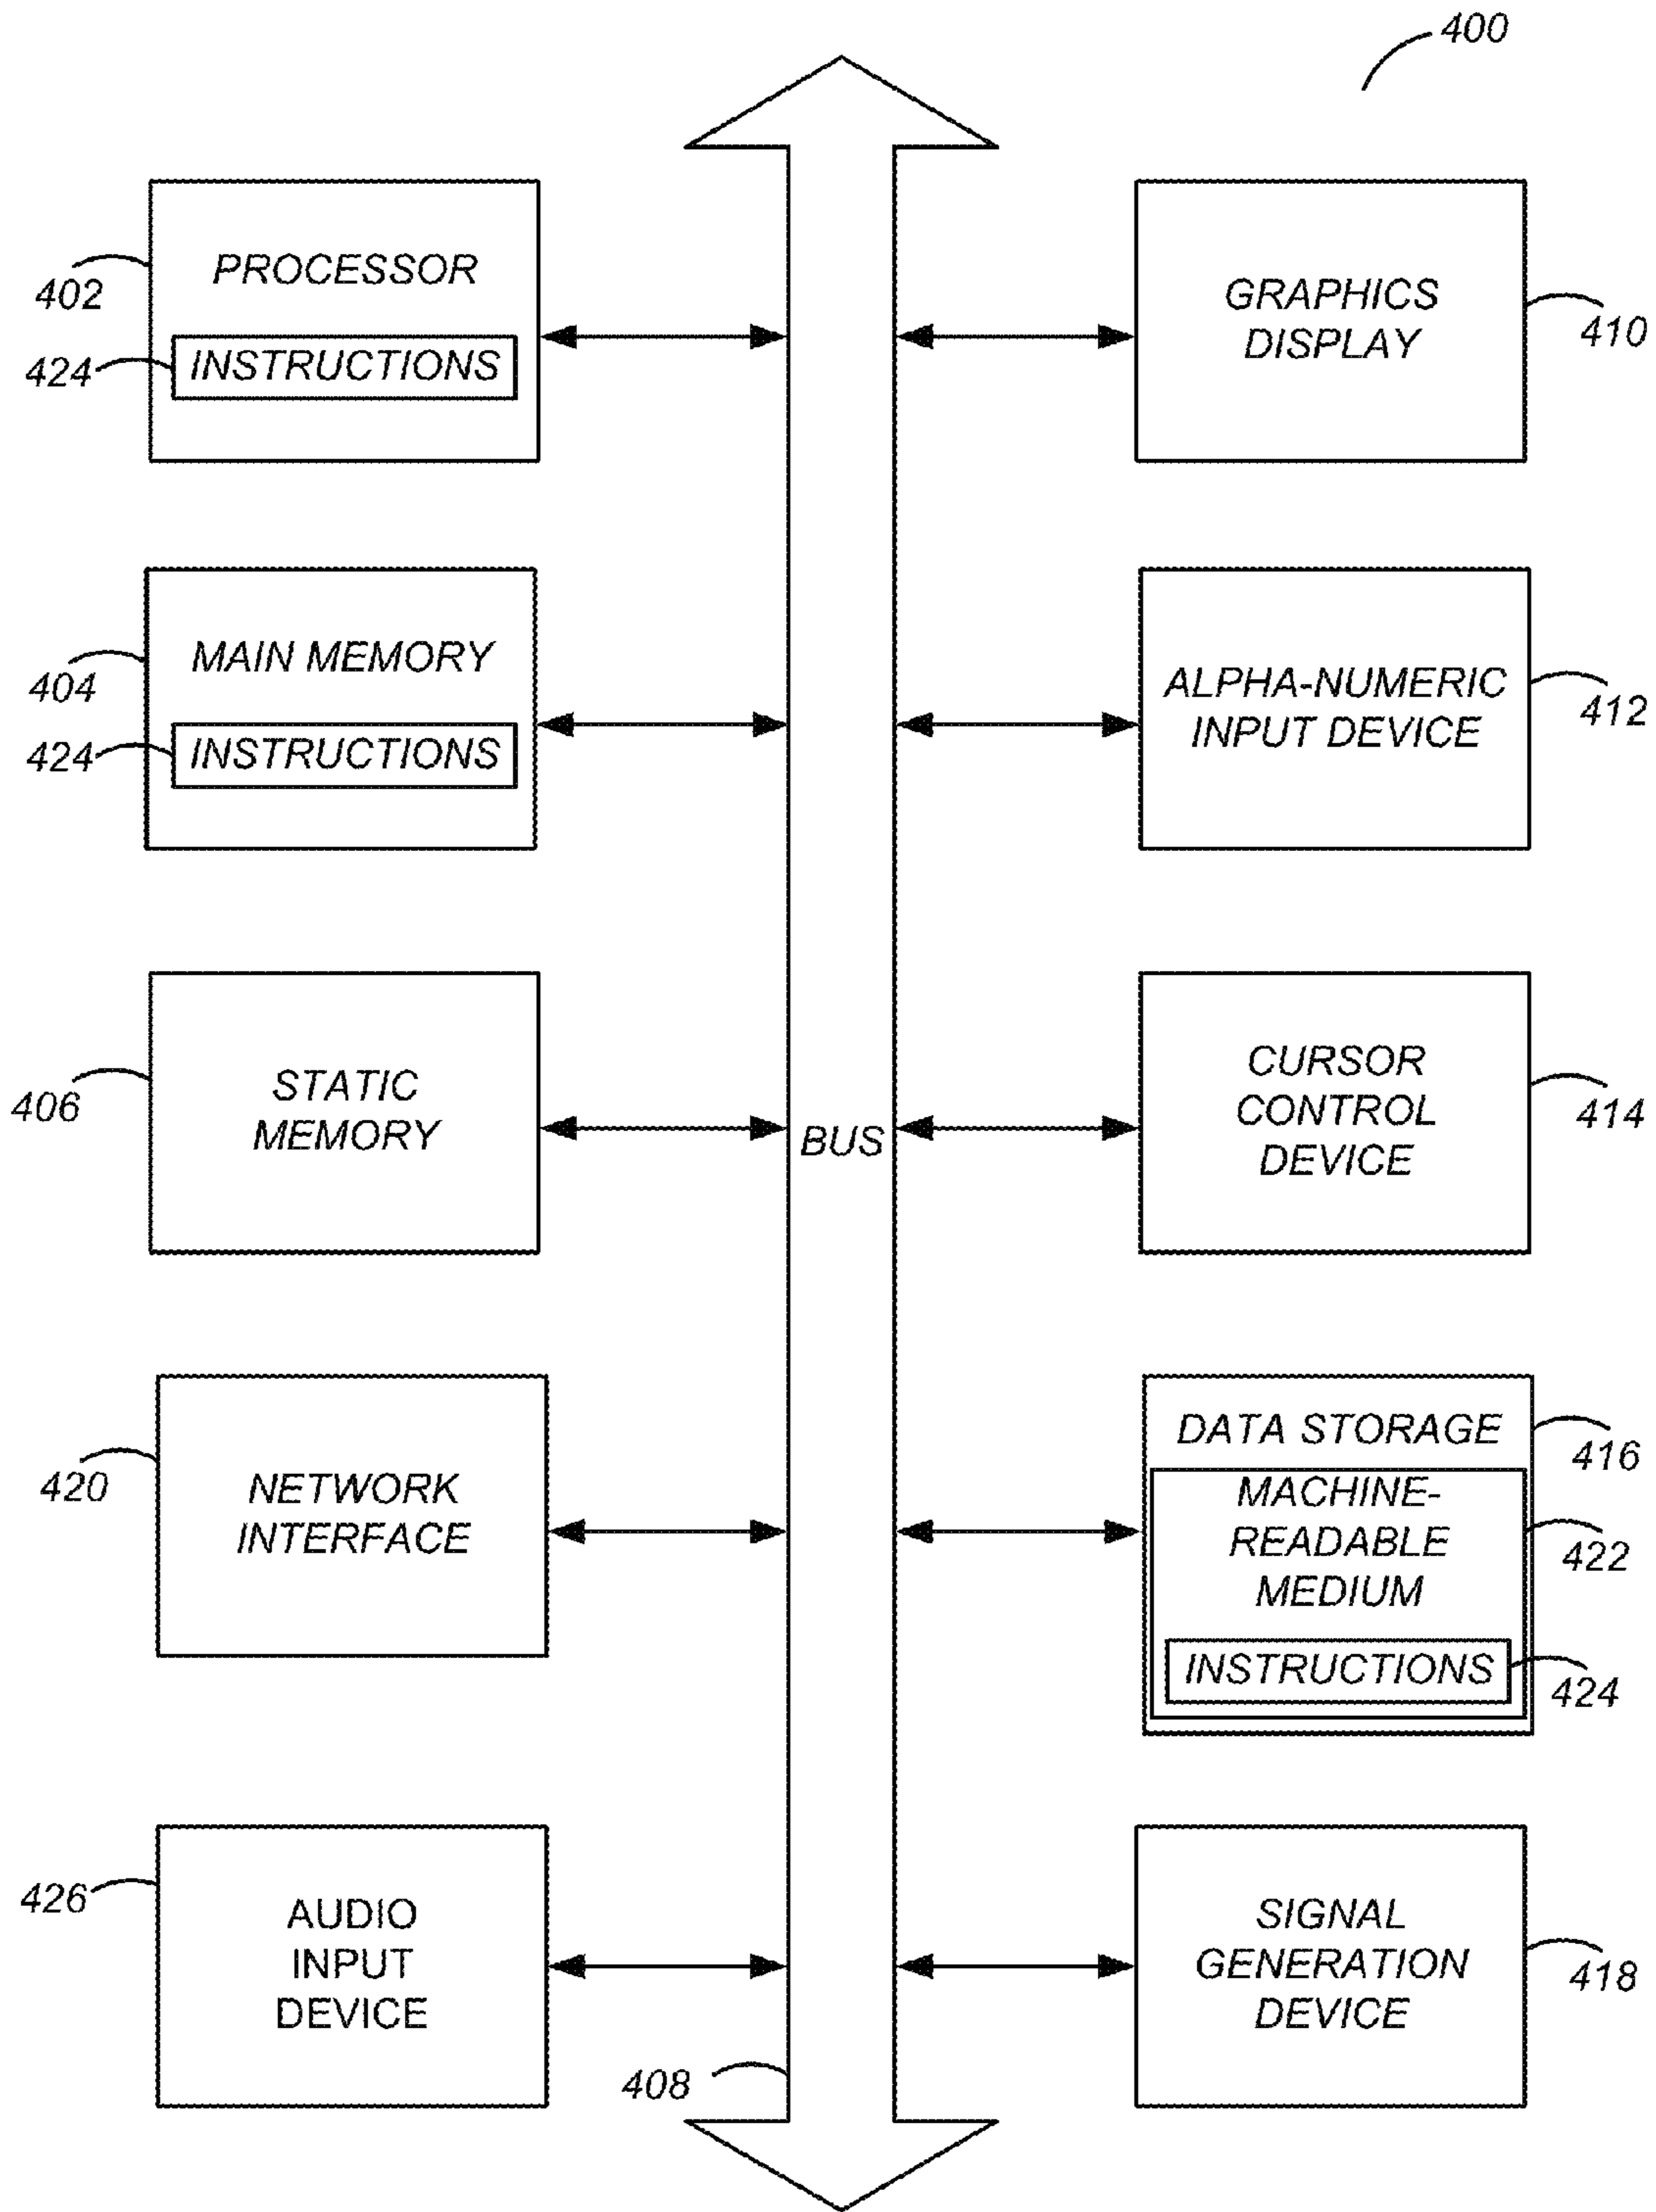 400
PROCESSOR
402
424
INSTRUCTIONS
GRAPHICS
DISPLAY
410
MAIN MEMORY
404
424
INSTRUCTIONS
ALPHA-NUMERIC
INPUT DEVICE
412
STATIC
MEMORY
406
BUS
CURSOR
CONTROL
DEVICE
414
NETWORK
INTERFACE
420
DATA STORAGE
416
MACHINE-
READABLE
MEDIUM
422
INSTRUCTIONS
424
AUDIO
INPUT
DEVICE
426
408
SIGNAL
GENERATION
DEVICE
418